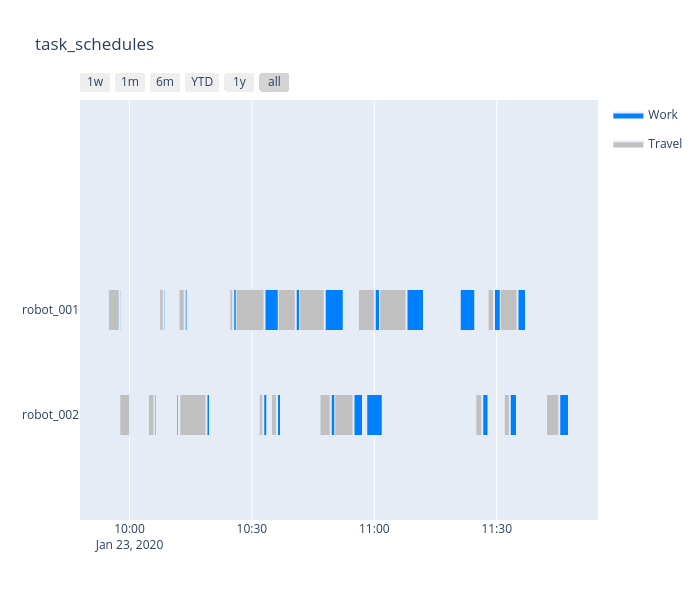 task_schedules
1w 1m 6m YTD 1y all
Work
Travel
robot_001
robot_002
10:00 10:30 11:00 11:30
Jan 23, 2020